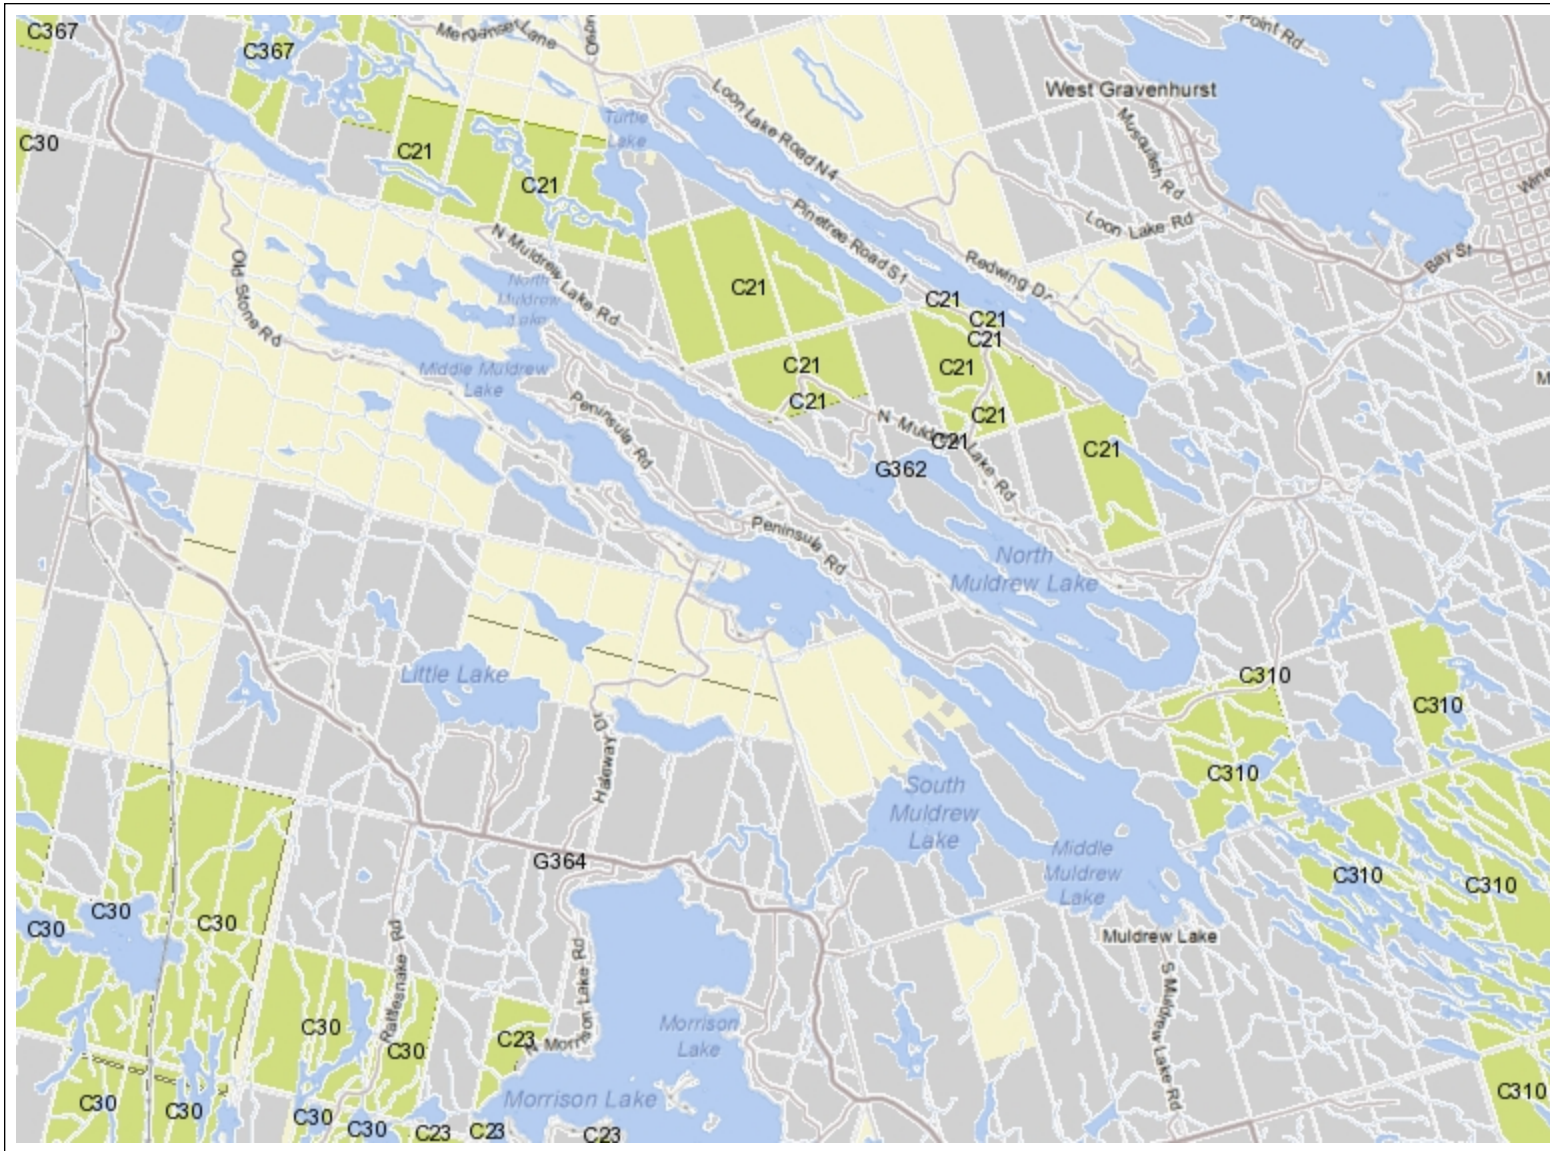 C367
Merganser Lane
Point Rd
C367
West Gravenhurst
Loon Lake Road N4
Musquash Rd
Turtle
Lake
C30
C21
C21
Pinetree Road S1
Loon Lake Rd
Bay St
N Muldrew Lake Rd
Redwing Dr
Old Stone Rd
North
Muldrew
Lake
C21
C21
C21
C21
Middle Muldrew
Lake
C21
C21
C21
Peninsula Rd
C21
N Muldrew Lake Rd
C21
C21
G362
Peninsula Rd
North
Muldrew Lake
Little Lake
C310
C310
Haleway Dr
C310
South
Muldrew
Lake
Middle
Muldrew
Lake
G364
C310
C310
C30
C30
C30
Rattlesnake Rd
N Morrison Lake Rd
Muldrew Lake
S Muldrew Lake Rd
C30
C30
C23
Morrison
Lake
Morrison Lake
C30
C30
C30
C30
C23
C23
C23
C310